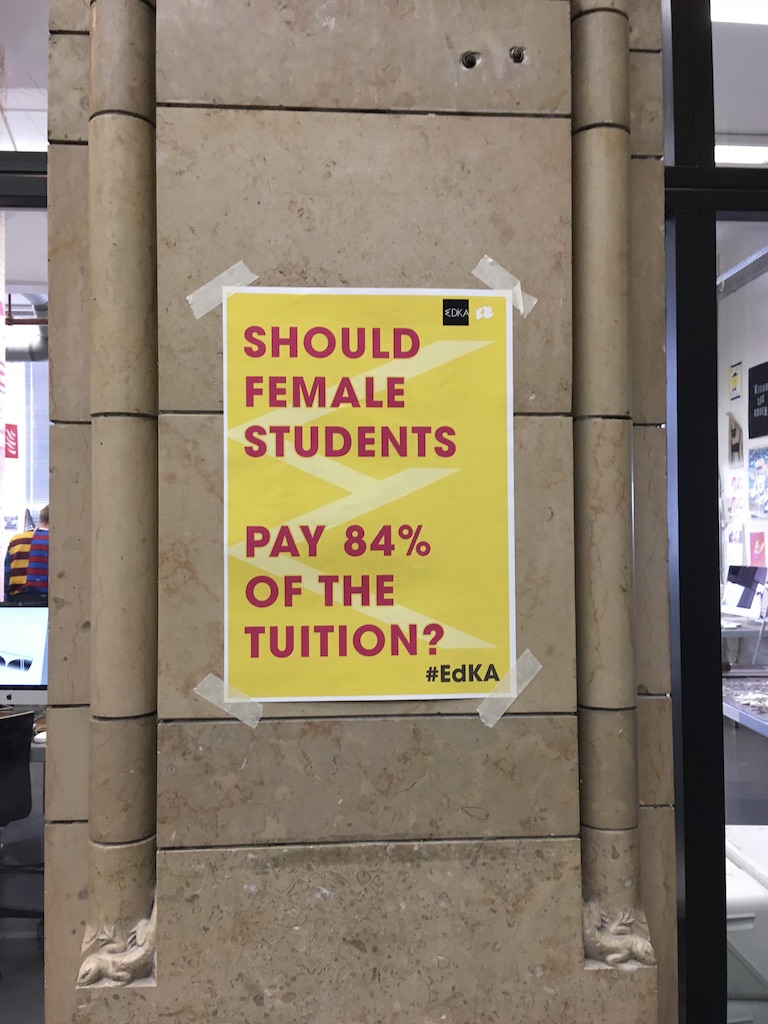 EDKA
SHOULD
FEMALE
STUDENTS
PAY 84%
OF THE
TUITION?
#EdKA